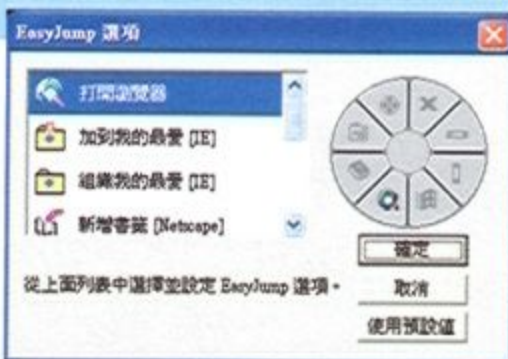 EasyJump 選項
打開瀏覽器
加到我的最愛 [IE]
組織我的最愛 [IE]
新增書籤 [Netscape]
確定
從上面列表中選擇並設定 EasyJump 選項。
取消
使用預設值